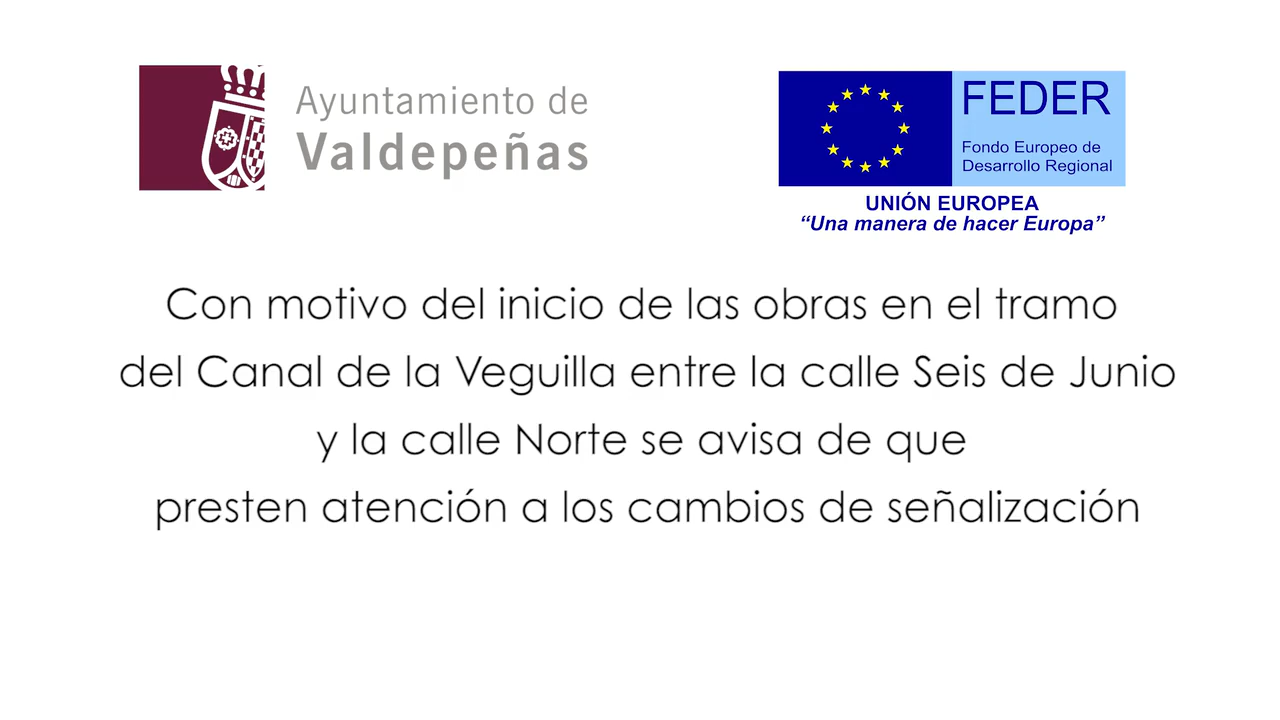 Ayuntamiento de
Valdepeñas
FEDER
Fondo Europeo de
Desarrollo Regional
UNIÓN EUROPEA
“Una manera de hacer Europa”
Con motivo del inicio de las obras en el tramo
del Canal de la Veguilla entre la calle Seis de Junio
y la calle Norte se avisa de que
presten atención a los cambios de señalización